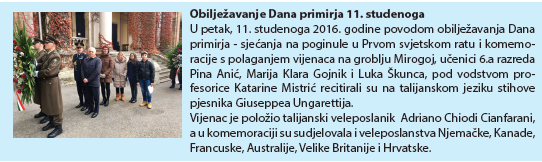 Obilježavanje Dana primirja 11. studenoga
U petak, 11. studenoga 2016. godine povodom obilježavanja Dana
primirja - sjećanja na poginule u Prvom svjetskom ratu i komemo-
racije s polaganjem vijenaca na groblju Mirogoj, učenici 6.a razreda
Pina Anić, Marija Klara Gojnik i Luka Škunca, pod vodstvom pro-
fesorice Katarine Mistrić recitirali su na talijanskom jeziku stihove
pjesnika Giuseppea Ungarettija.
Vijenac je položio talijanski veleposlanik Adriano Chiodi Cianfarani,
a u komemoraciji su sudjelovala i veleposlanstva Njemačke, Kanade,
Francuske, Australije, Velike Britanije i Hrvatske.